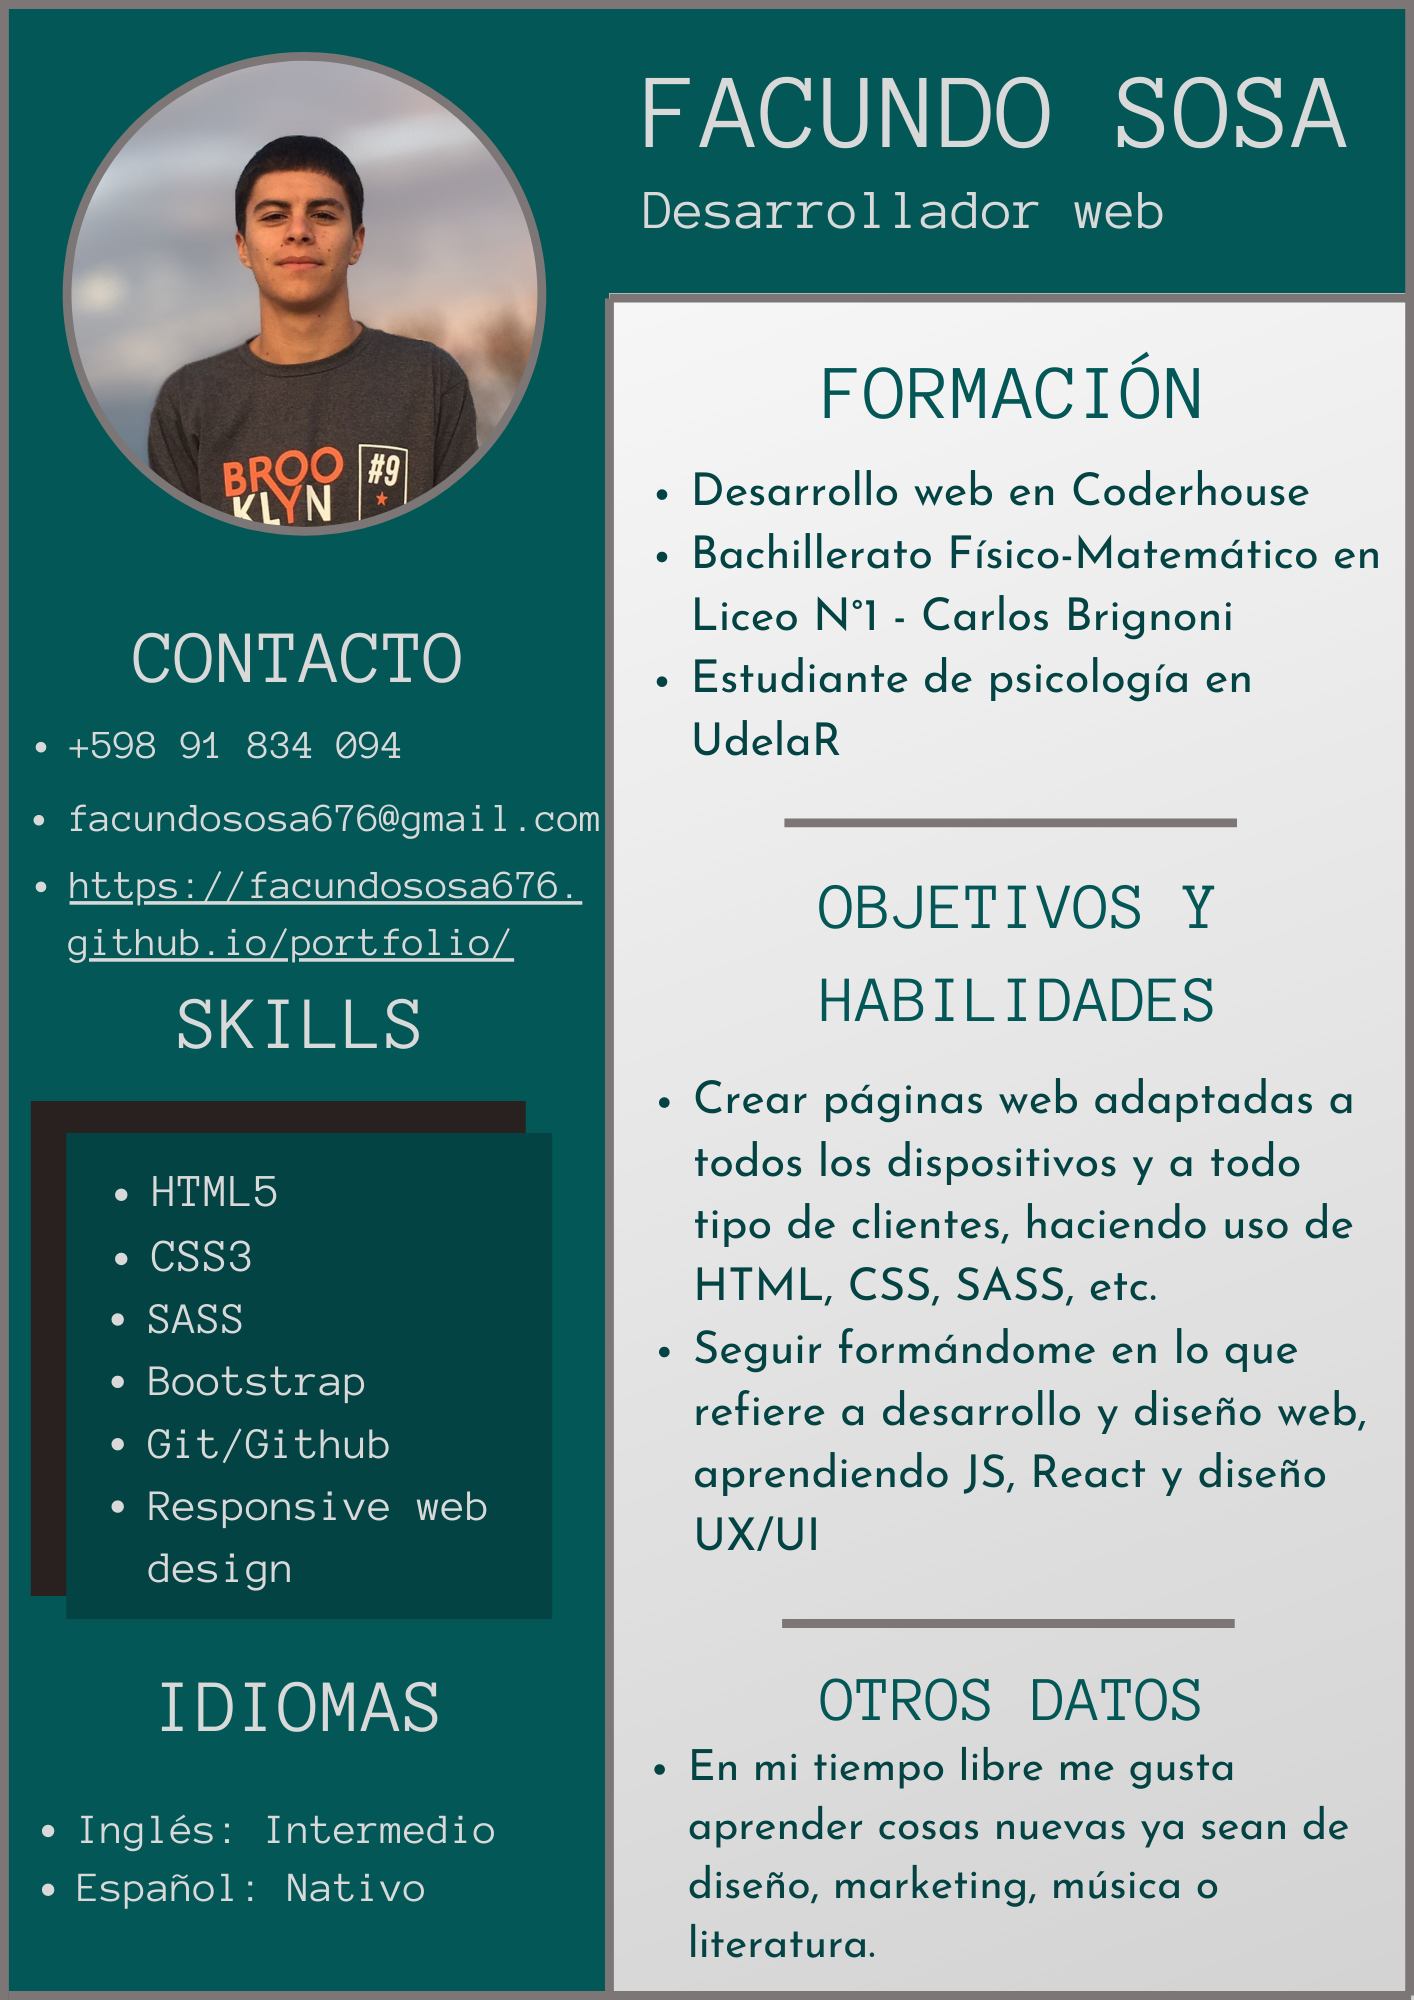 FACUNDO SOSA
Desarrollador web
BROO
KLYN
#9
CONTACTO
• +598 91 834 094
• facundososa676@gmail.com
• https://facundososa676.
github.io/portfolio/
SKILLS
• HTML5
• CSS3
• SASS
• Bootstrap
• Git/Github
• Responsive web
design
IDIOMAS
• Inglés: Intermedio
• Español: Nativo
FORMACIÓN
• Desarrollo web en Coderhouse
• Bachillerato Físico-Matemático en
Liceo N°1 - Carlos Brignoni
• Estudiante de psicología en
UdelaR
OBJETIVOS Y
HABILIDADES
• Crear páginas web adaptadas a
todos los dispositivos y a todo
tipo de clientes, haciendo uso de
HTML, CSS, SASS, etc.
• Seguir formándome en lo que
refiere a desarrollo y diseño web,
aprendiendo JS, React y diseño
UX/UI
OTROS DATOS
• En mi tiempo libre me gusta
aprender cosas nuevas ya sean de
diseño, marketing, música o
literatura.